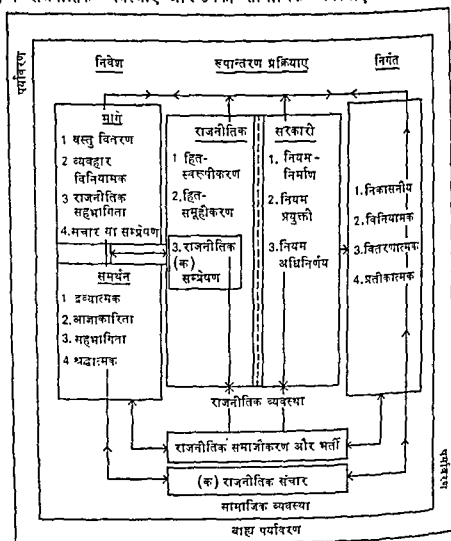 पर्यावरण
निवेश
रूपान्तरण प्रक्रियाए
निर्गत
मागे
1 वस्तु वितरण
2 व्यवहार
विनियामक
3 राजनीतिक
सहभागिता
4.मचार या सम्प्रेषण
समर्थन
1 द्रव्यात्मक
2.आज्ञाकारिता
3. सहभागिता
4 श्रद्धात्मक
राजनीतिक
1 हित-
स्वरूपीकरण
2.हित-
समूहीकरण
3. राजनीतिक
(क)
सम्प्रेषण
सरकारी
1. नियम-
निर्माण
2. नियम
प्रयुक्ती
3.नियम
अधिनिर्णय
1.निकासनीय
2. विनियामक
3.वितरणात्मक
4.प्रतीकात्मक
राजनीतिक व्यवस्था
राजनीतिक समाजीकरण और भर्ती
(क) राजनीतिक संचार
सामाजिक व्यवस्था
बाह्य पर्यावरण
पर्यावरण